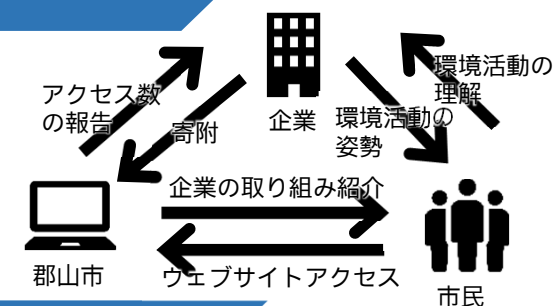 アクセス数
の報告
寄附
企業
環境活動の
姿勢
環境活動の
理解
企業の取り組み紹介
ウェブサイトアクセス
郡山市
市民